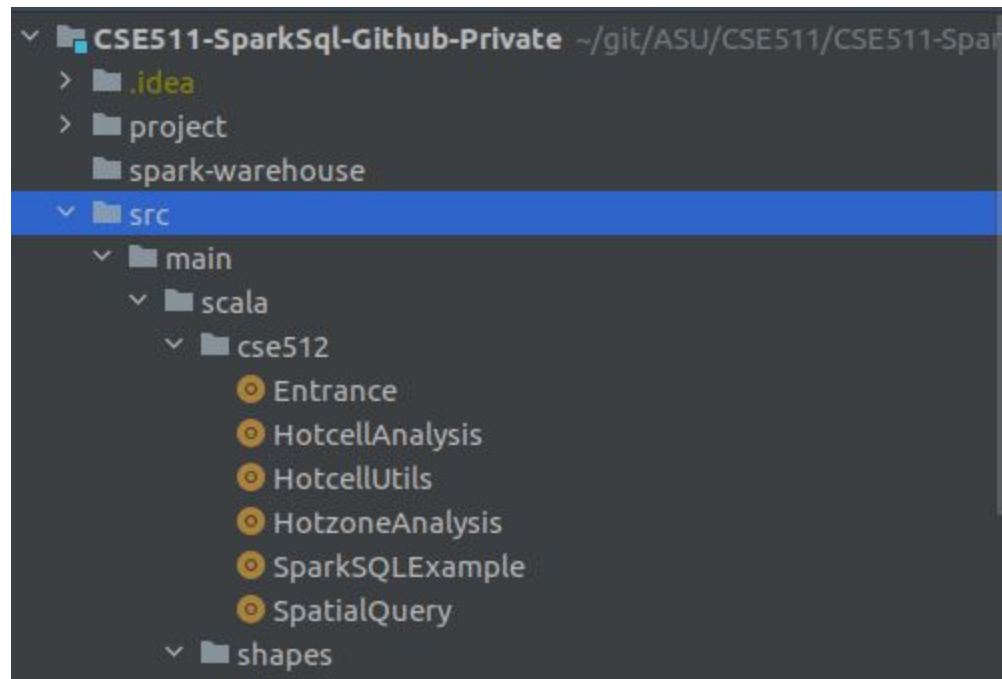 CSE511-SparkSql-Github-Private ~/git/ASU/CSE511/CSE511-Spar
.idea
project
spark-warehouse
src
main
scala
cse512
Entrance
HotcellAnalysis
HotcellUtils
HotzoneAnalysis
SparkSQLExample
SpatialQuery
shapes